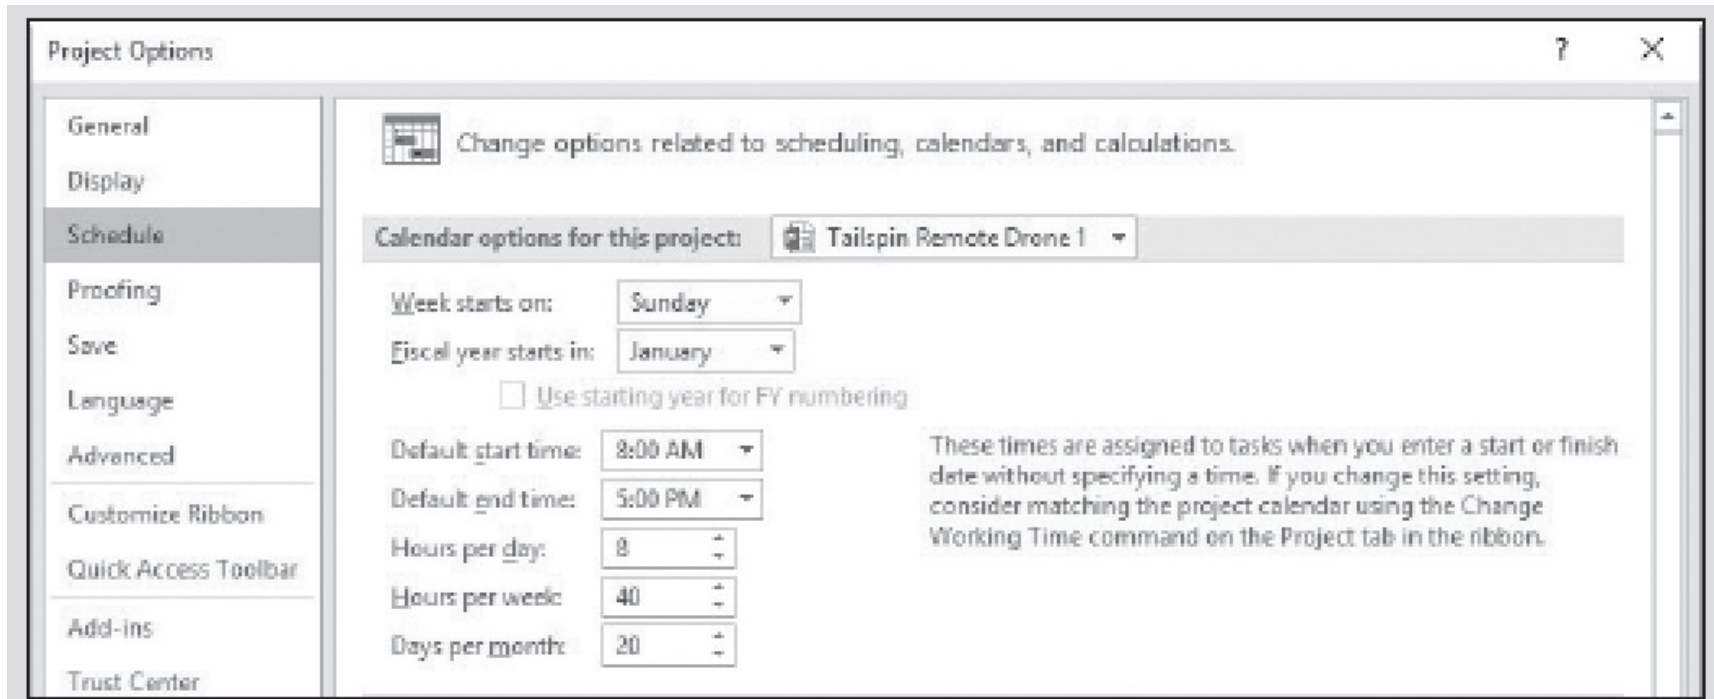 Project Options
?
General
Display
Schedule
Proofing
Save
Language
Advanced
Customize Ribbon
Quick Access Toolbar
Add-ins
Trust Center
Change options related to scheduling, calendars, and calculations.
Calendar options for this project: Tailspin Remote Drone 1
Week starts on: Sunday
Fiscal year starts in: January
Use starting year for FY numbering
Default start time: 8:00 AM
Default end time: 5:00 PM
Hours per day: 8
Hours per week: 40
Days per month: 20
These times are assigned to tasks when you enter a start or finish
date without specifying a time. If you change this setting,
consider matching the project calendar using the Change
Working Time command on the Project tab in the ribbon.